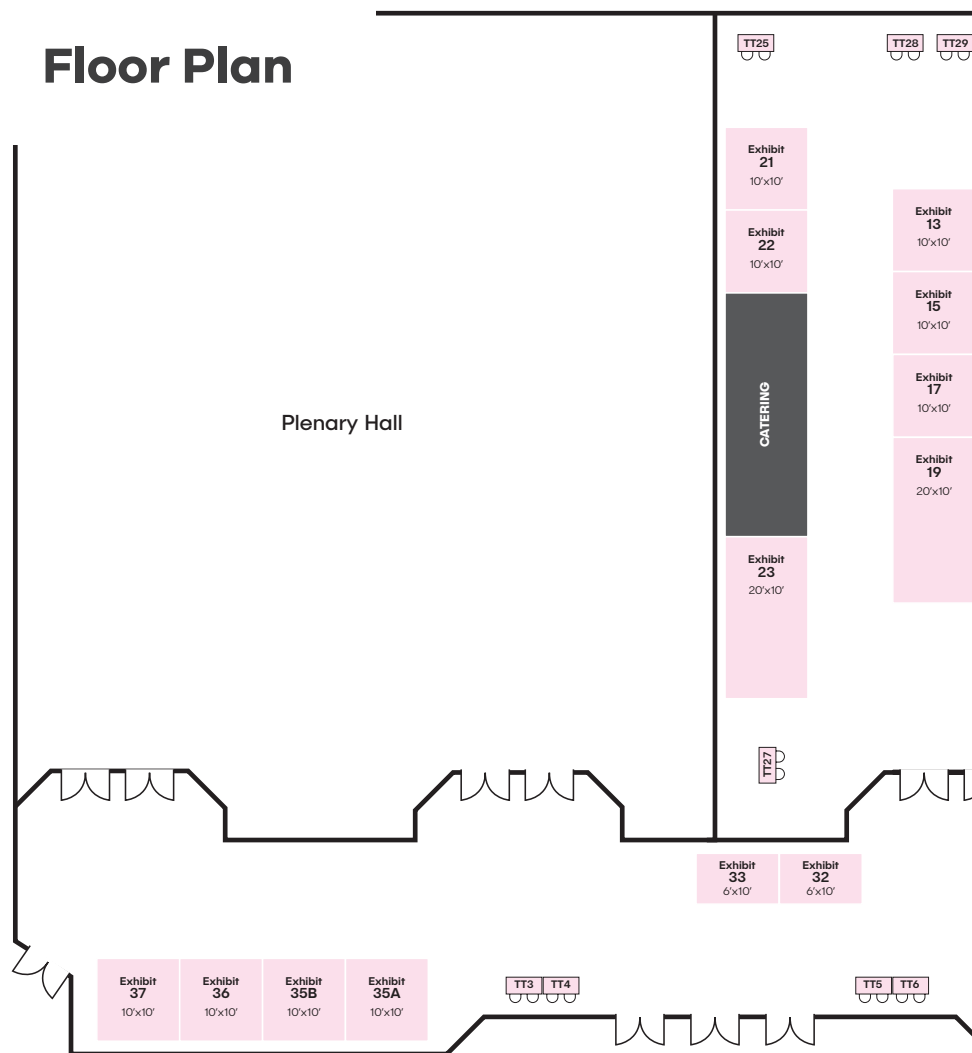 Floor Plan
TT25
TT28
TT29
Exhibit
21
10'x10'
Exhibit
22
10'x10'
CATERING
Exhibit
23
20'x10'
Exhibit
13
10'x10'
Exhibit
15
10'x10'
Exhibit
17
10'x10'
Exhibit
19
20'x10'
Plenary Hall
TT27
Exhibit
33
6'x10'
Exhibit
32
6'x10'
Exhibit
37
10'x10'
Exhibit
36
10'x10'
Exhibit
35B
10'x10'
Exhibit
35A
10'x10'
TT3
TT4
TT5
TT6